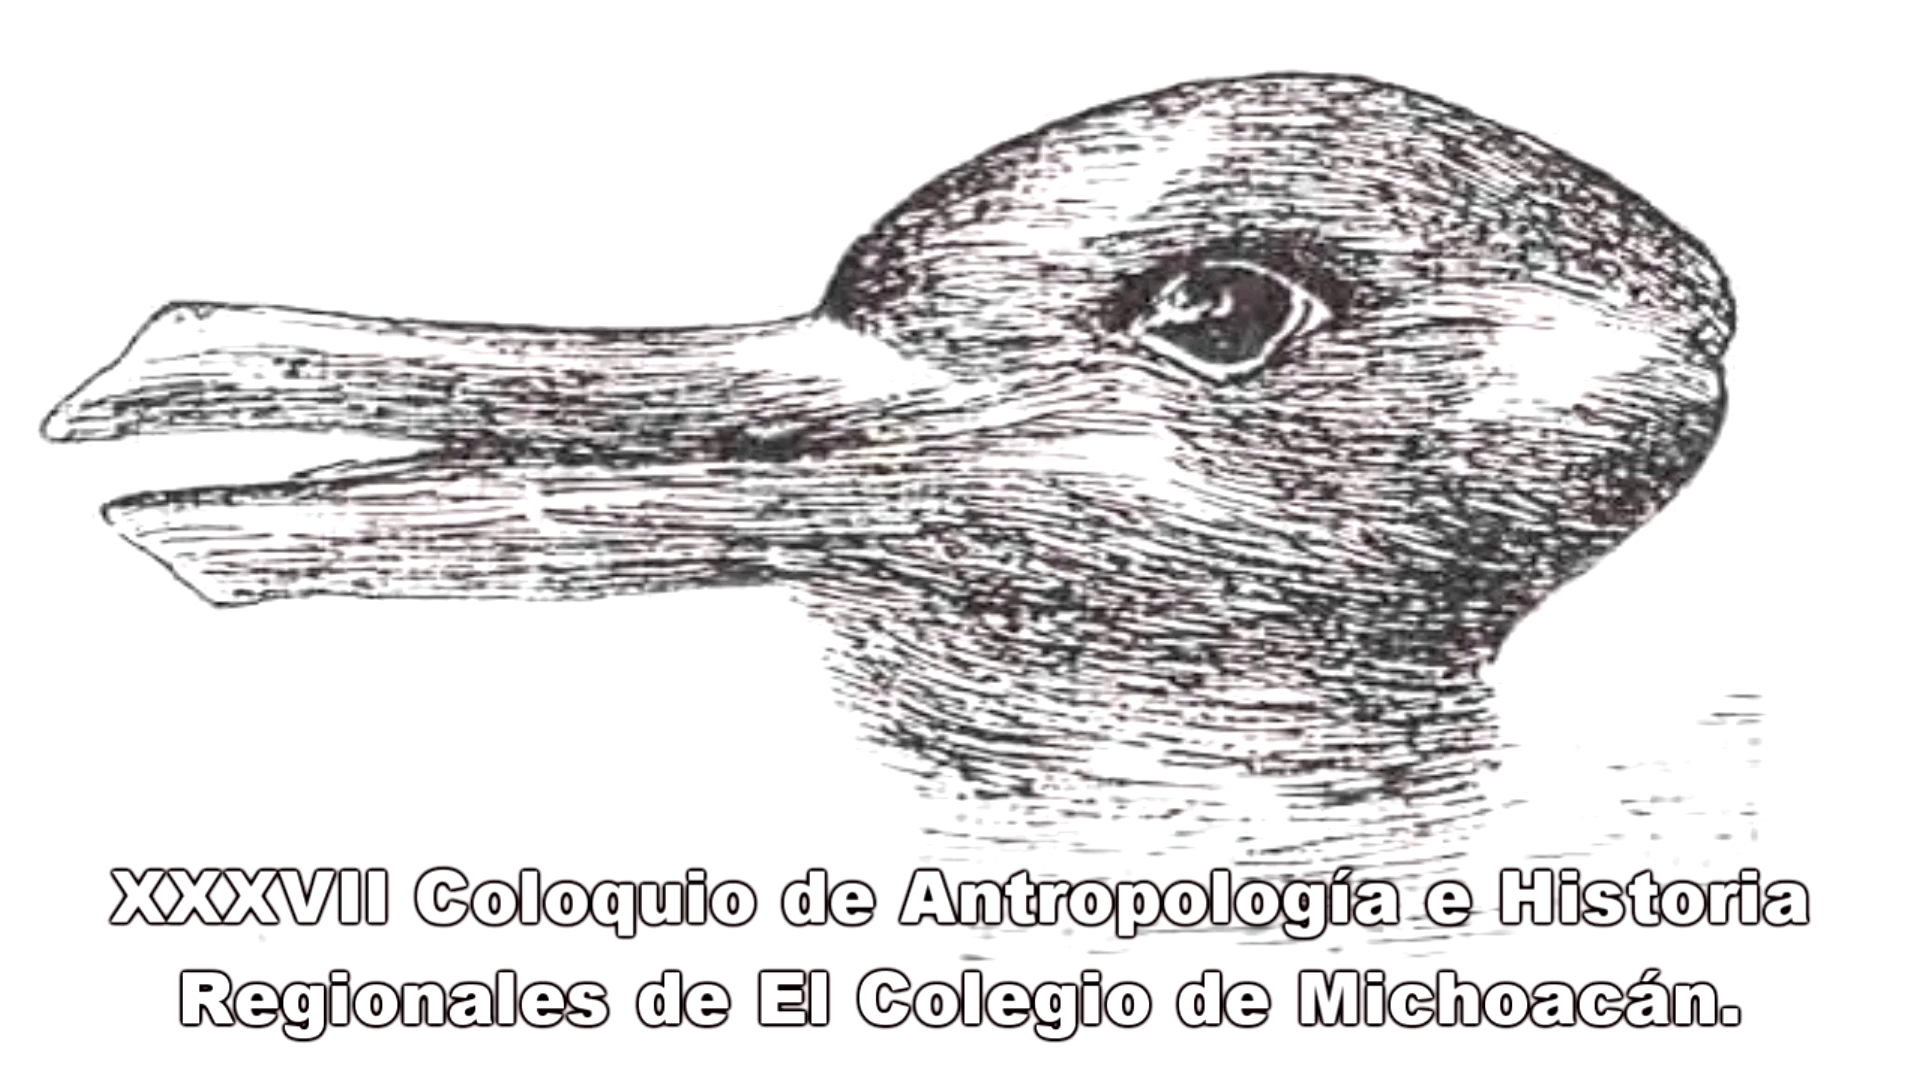 XXXVII Coloquio de Antropología e Historia
Regionales de El Colegio de Michoacán.